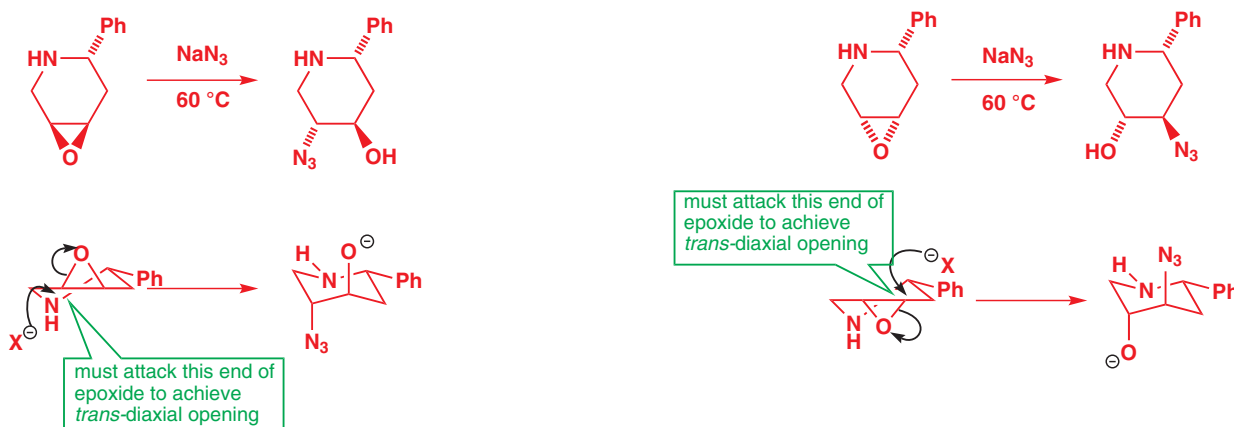 Ph
HN
NaN₃
60 °C
O
Ph
HN
N₃
OH
Ph
HN
NaN₃
60 °C
O
Ph
HN
HO
N₃
O
Ph
N
H
X⊖
must attack this end of
epoxide to achieve
trans-diaxial opening
H
O⊖
N
Ph
N₃
must attack this end of
epoxide to achieve
trans-diaxial opening
⊖X
Ph
N
H
O
N₃
H
N
Ph
⊖O